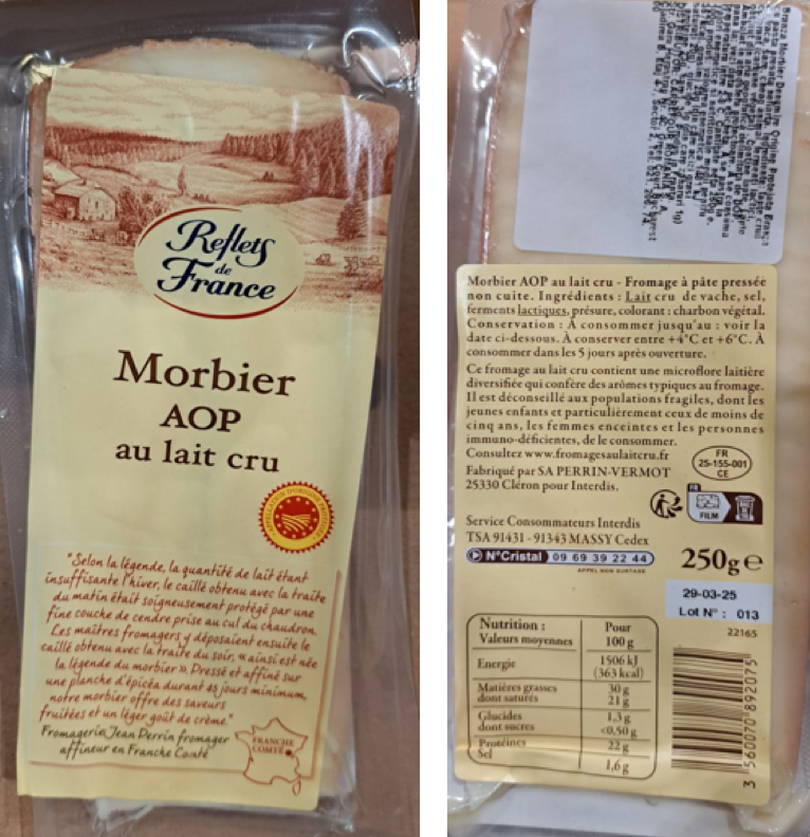 Reflets
de
France
Morbier
AOP
au lait cru
APPELLATION D'ORIGINE PROTÉGÉE
"Selon la légende, la quantité de lait étant
insuffisante l'hiver, le caillé obtenu avec la traite
du matin était soigneusement protégé par une
fine couche de cendre prise au cul du chaudron.
Les maîtres fromagers y déposaient ensuite le
caillé obtenu avec la traite du soir, « ainsi est née
la légende du morbier ». Pressé et affiné sur
une planche d'épicéa durant 45 jours minimum,
notre morbier offre des saveurs
fruitées et un léger goût de crème."
Fromagerie Jean Perrin fromager
affineur en Franche Comté
FRANCHE
COMTÉ
Morbier AOP au lait cru - Fromage à pâte pressée
non cuite. Ingrédients : Lait cru de vache, sel,
ferments lactiques, présure, colorant : charbon végétal.
Conservation : À consommer jusqu'au : voir la
date ci-dessous. À conserver entre +4°C et +6°C. À
consommer dans les 5 jours après ouverture.
Ce fromage au lait cru contient une microflore laitière
diversifiée qui confère des arômes typiques au fromage.
Il est déconseillé aux populations fragiles, dont les
jeunes enfants et particulièrement ceux de moins de
cinq ans, les femmes enceintes et les personnes
immuno-déficientes, de le consommer.
Consultez www.fromagesaulaitcru.fr
Fabriqué par SA PERRIN-VERMOT
25330 Cléron pour Interdis.
FR
25-155-001
CE
FR
FILM
Service Consommateurs Interdis
TSA 91431 - 91343 MASSY Cedex
N°Cristal 09 69 39 22 44
APPEL NON SURTAXE
250g e
29-03-25
Lot N° : 013
22165
Nutrition : Pour
Valeurs moyennes 100 g
Energie 1506 kJ
(363 kcal)
Matières grasses 30 g
dont saturés 21 g
Glucides 1,3 g
dont sucres <0,50 g
Protéines 22 g
Sel 1,6 g
3 560070 892075